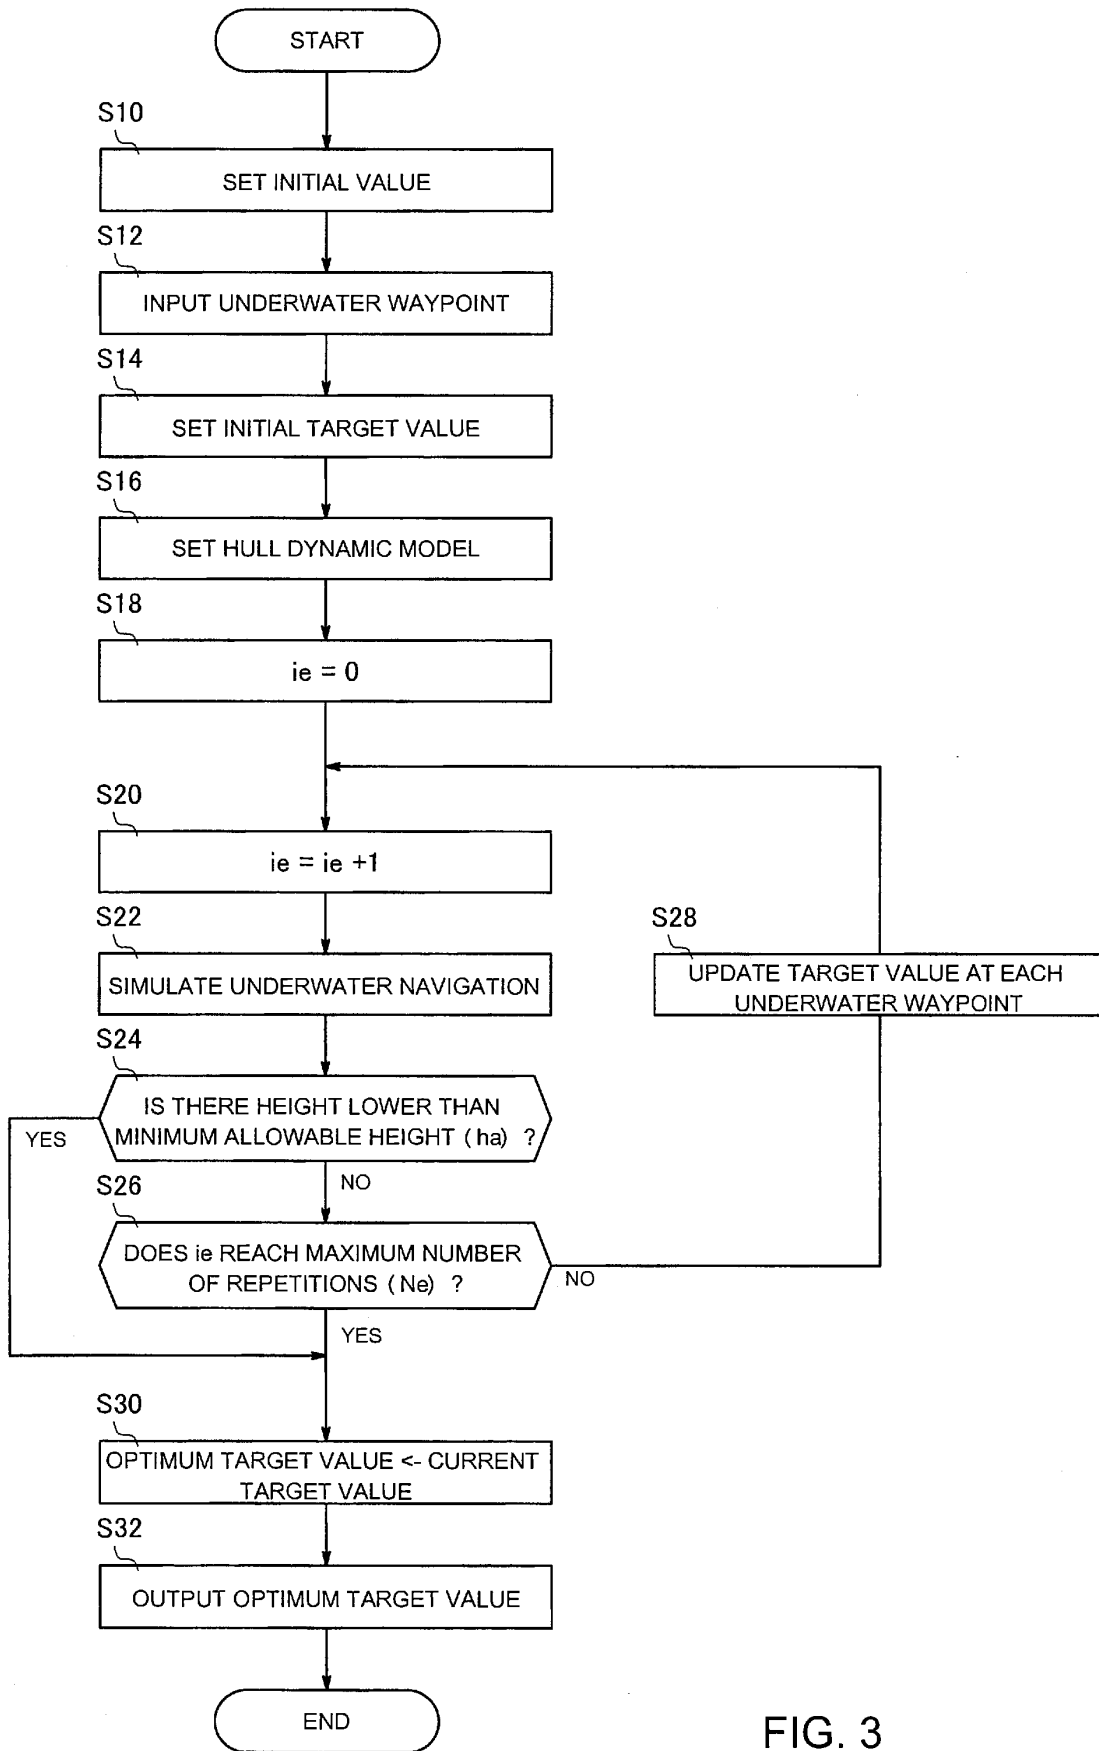 START
S10
SET INITIAL VALUE
S12
INPUT UNDERWATER WAYPOINT
S14
SET INITIAL TARGET VALUE
S16
SET HULL DYNAMIC MODEL
S18
ie = 0
S20
ie = ie +1
S22
SIMULATE UNDERWATER NAVIGATION
S28
UPDATE TARGET VALUE AT EACH
UNDERWATER WAYPOINT
S24
IS THERE HEIGHT LOWER THAN
MINIMUM ALLOWABLE HEIGHT ( ha) ?
YES
NO
S26
DOES ie REACH MAXIMUM NUMBER
OF REPETITIONS ( Ne) ?
NO
YES
S30
OPTIMUM TARGET VALUE <- CURRENT
TARGET VALUE
S32
OUTPUT OPTIMUM TARGET VALUE
END
FIG. 3